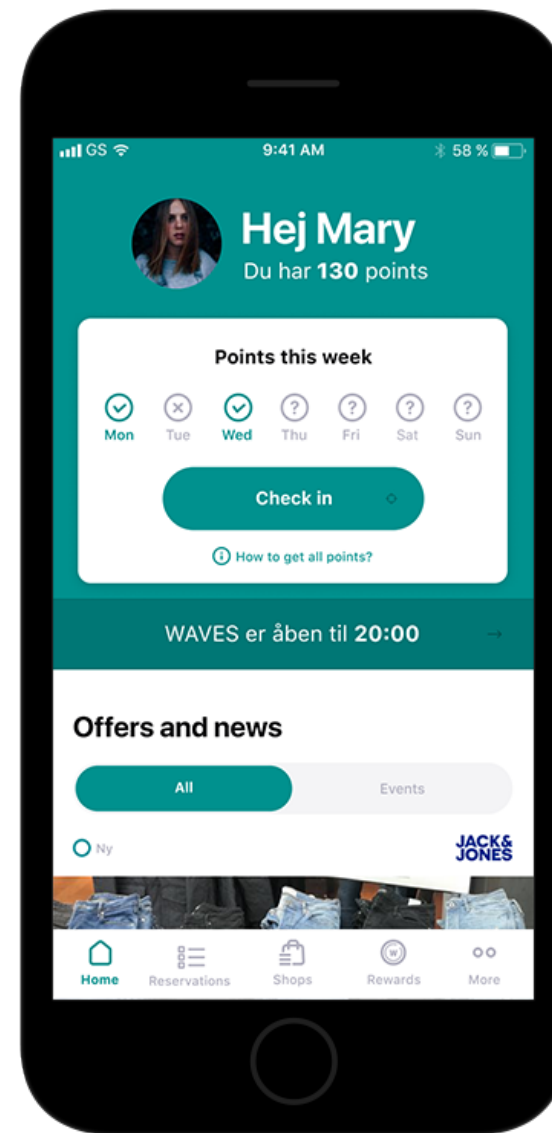 GS 9:41 AM 58 %
Hej Mary
Du har 130 points
Points this week
Mon Tue Wed Thu Fri Sat Sun
Check in
How to get all points?
WAVES er åben til 20:00
Offers and news
All Events
Ny
JACK&
JONES
Home Reservations Shops Rewards More